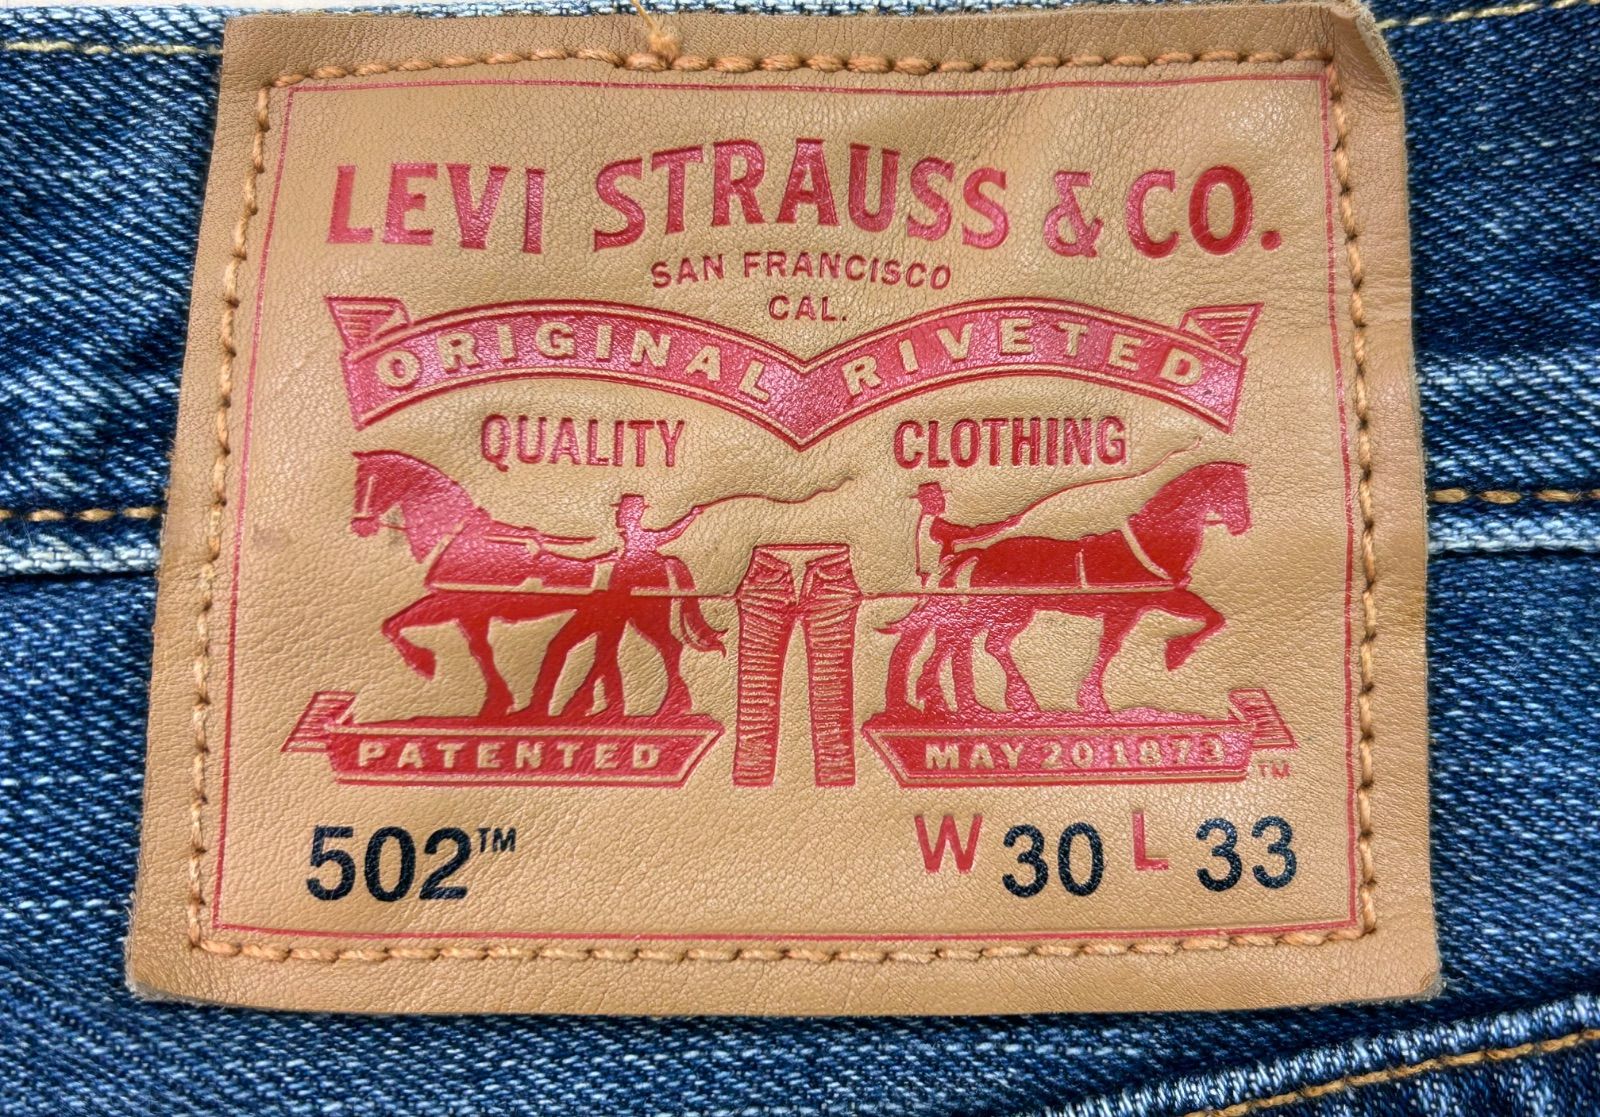 LEVI STRAUSS & CO.
SAN FRANCISCO
CAL.
ORIGINAL RIVETED
QUALITY CLOTHING
PATENTED MAY 20 1873 ™
502™ W 30 L 33